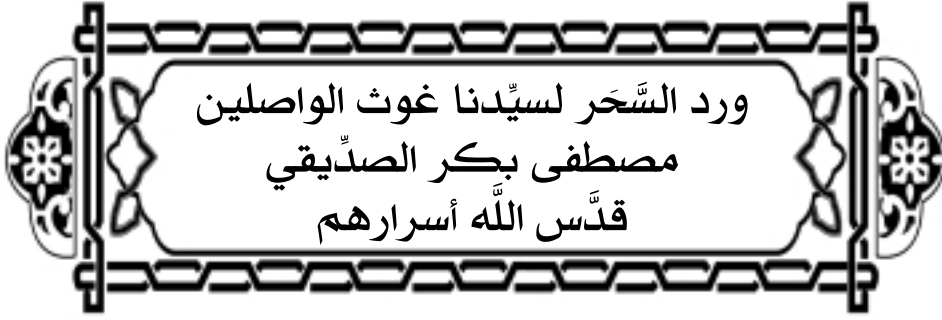 ورد السَّحَر لسيِّدنا غوث الواصلين
مصطفى بكر الصدِّيقي
قدَّس اللَّه أسرارهم